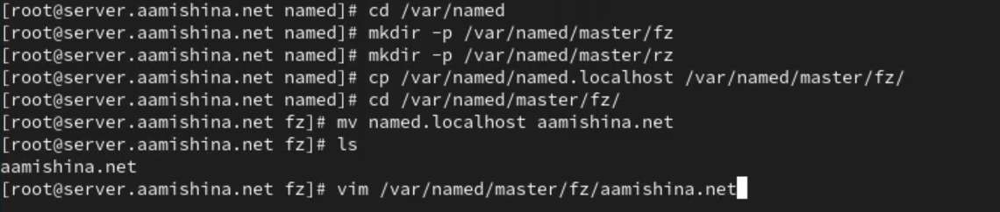 [root@server.aamishina.net named]# cd /var/named
[root@server.aamishina.net named]# mkdir -p /var/named/master/fz
[root@server.aamishina.net named]# mkdir -p /var/named/master/rz
[root@server.aamishina.net named]# cp /var/named/named.localhost /var/named/master/fz/
[root@server.aamishina.net named]# cd /var/named/master/fz/
[root@server.aamishina.net fz]# mv named.localhost aamishina.net
[root@server.aamishina.net fz]# ls
aamishina.net
[root@server.aamishina.net fz]# vim /var/named/master/fz/aamishina.net